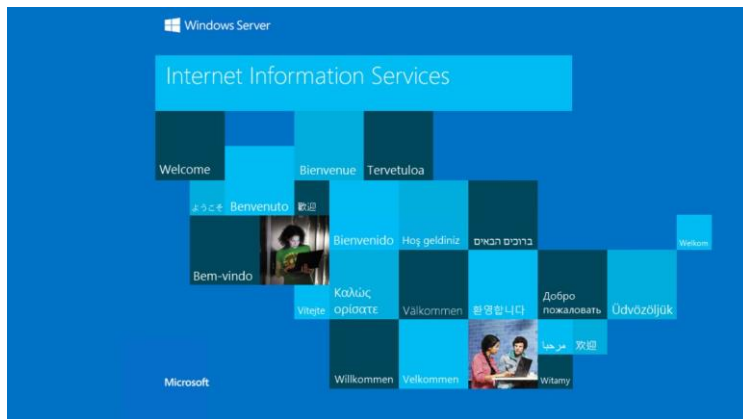 Windows Server
Internet Information Services
Welcome
Bienvenue
Tervetuloa
ようこそ
Benvenuto
歡迎
Bienvenido
Hoş geldiniz
ברוכים הבאים
Welkom
Bem-vindo
Vítejte
Καλώς
ορίσατε
Välkommen
환영합니다
Добро
пожаловать
Üdvözöljük
مرحبا
欢迎
Microsoft
Willkommen
Velkommen
Witamy